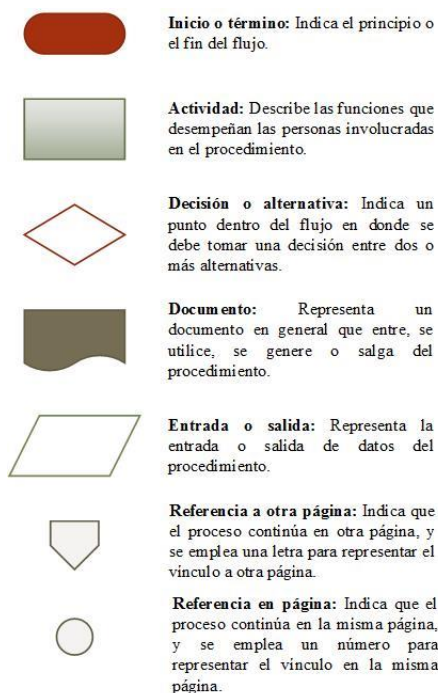 Inicio o término: Indica el principio o
el fin del flujo.
Actividad: Describe las funciones que
desempeñan las personas involucradas
en el procedimiento.
Decisión o alternativa: Indica un
punto dentro del flujo en donde se
debe tomar una decisión entre dos o
más alternativas.
Documento: Representa un
documento en general que entre, se
utilice, se genere o salga del
procedimiento.
Entrada o salida: Representa la
entrada o salida de datos del
procedimiento.
Referencia a otra página: Indica que
el proceso continúa en otra página, y
se emplea una letra para representar el
vinculo a otra página.
Referencia en página: Indica que el
proceso continúa en la misma página,
y se emplea un número para
representar el vinculo en la misma
página.